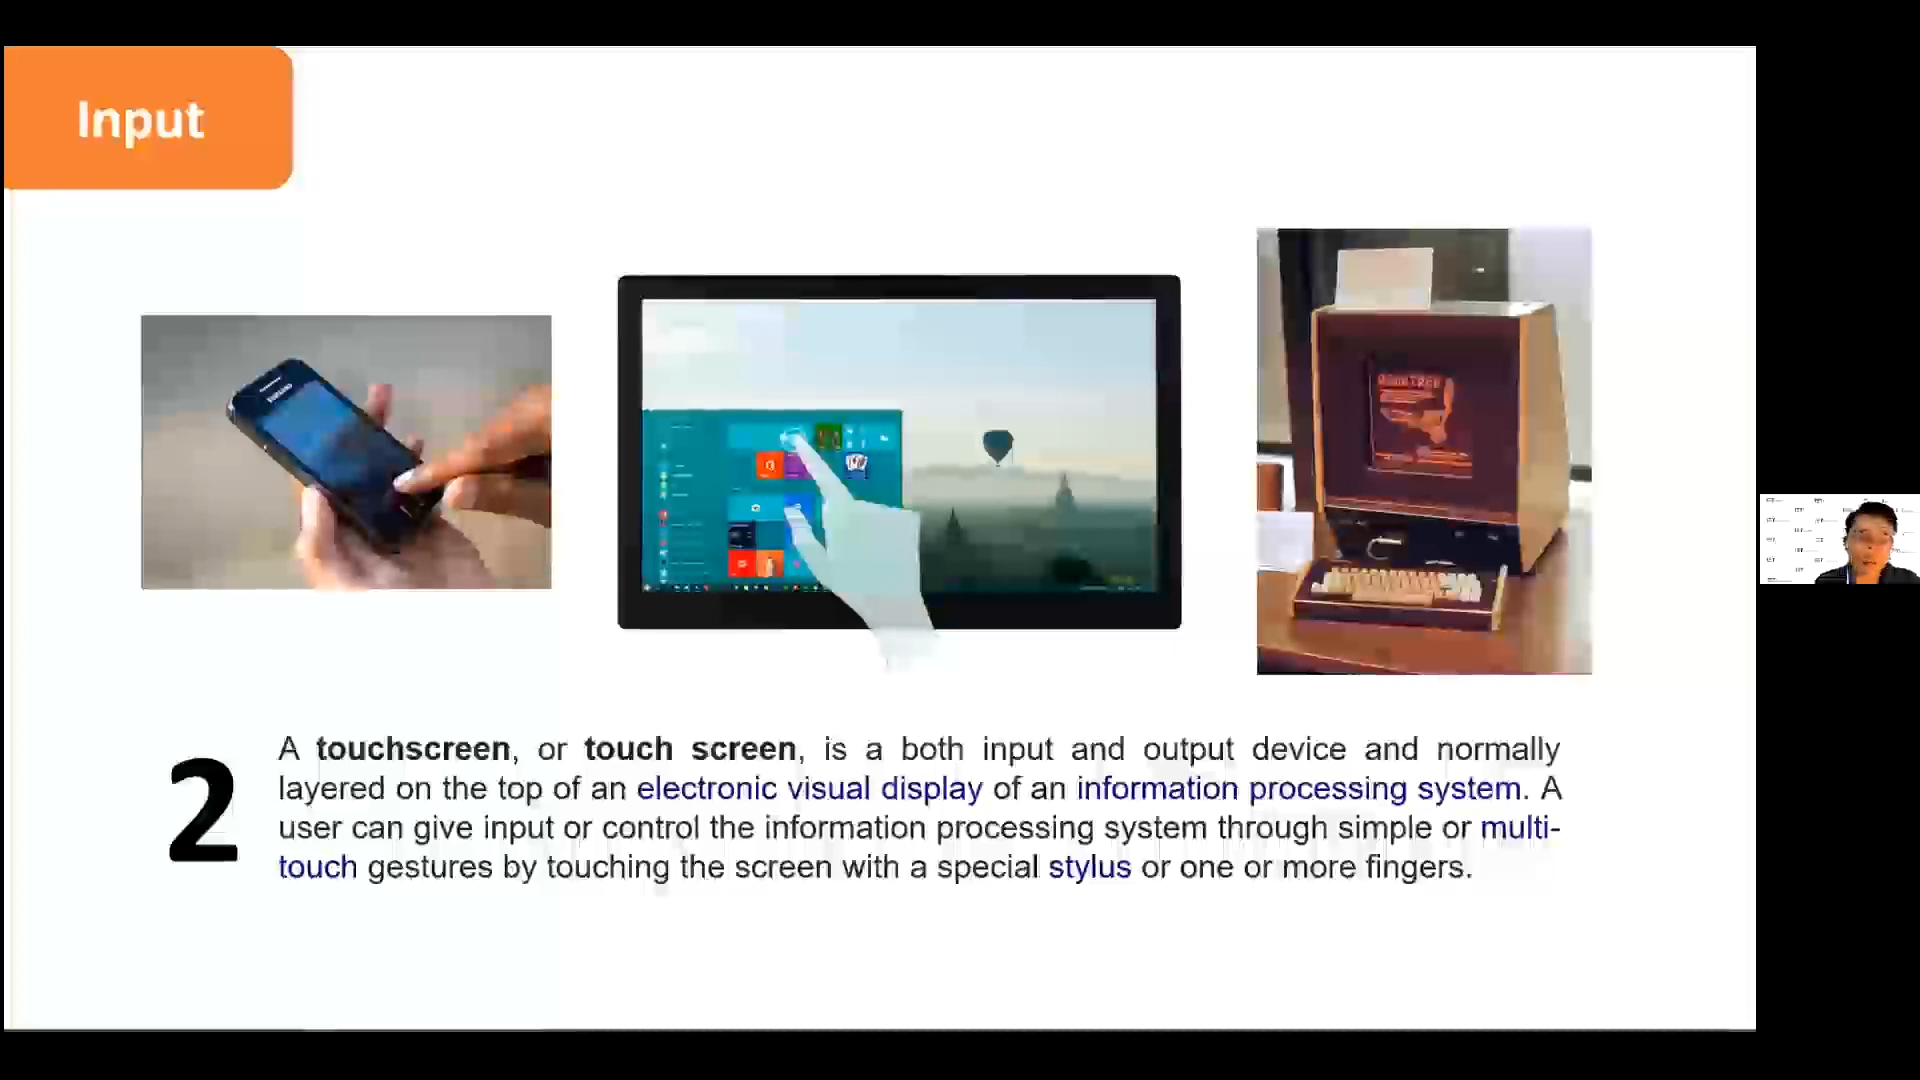 Input
SAMSUNG
2
A touchscreen, or touch screen, is a both input and output device and normally
layered on the top of an electronic visual display of an information processing system. A
user can give input or control the information processing system through simple or multi-
touch gestures by touching the screen with a special stylus or one or more fingers.